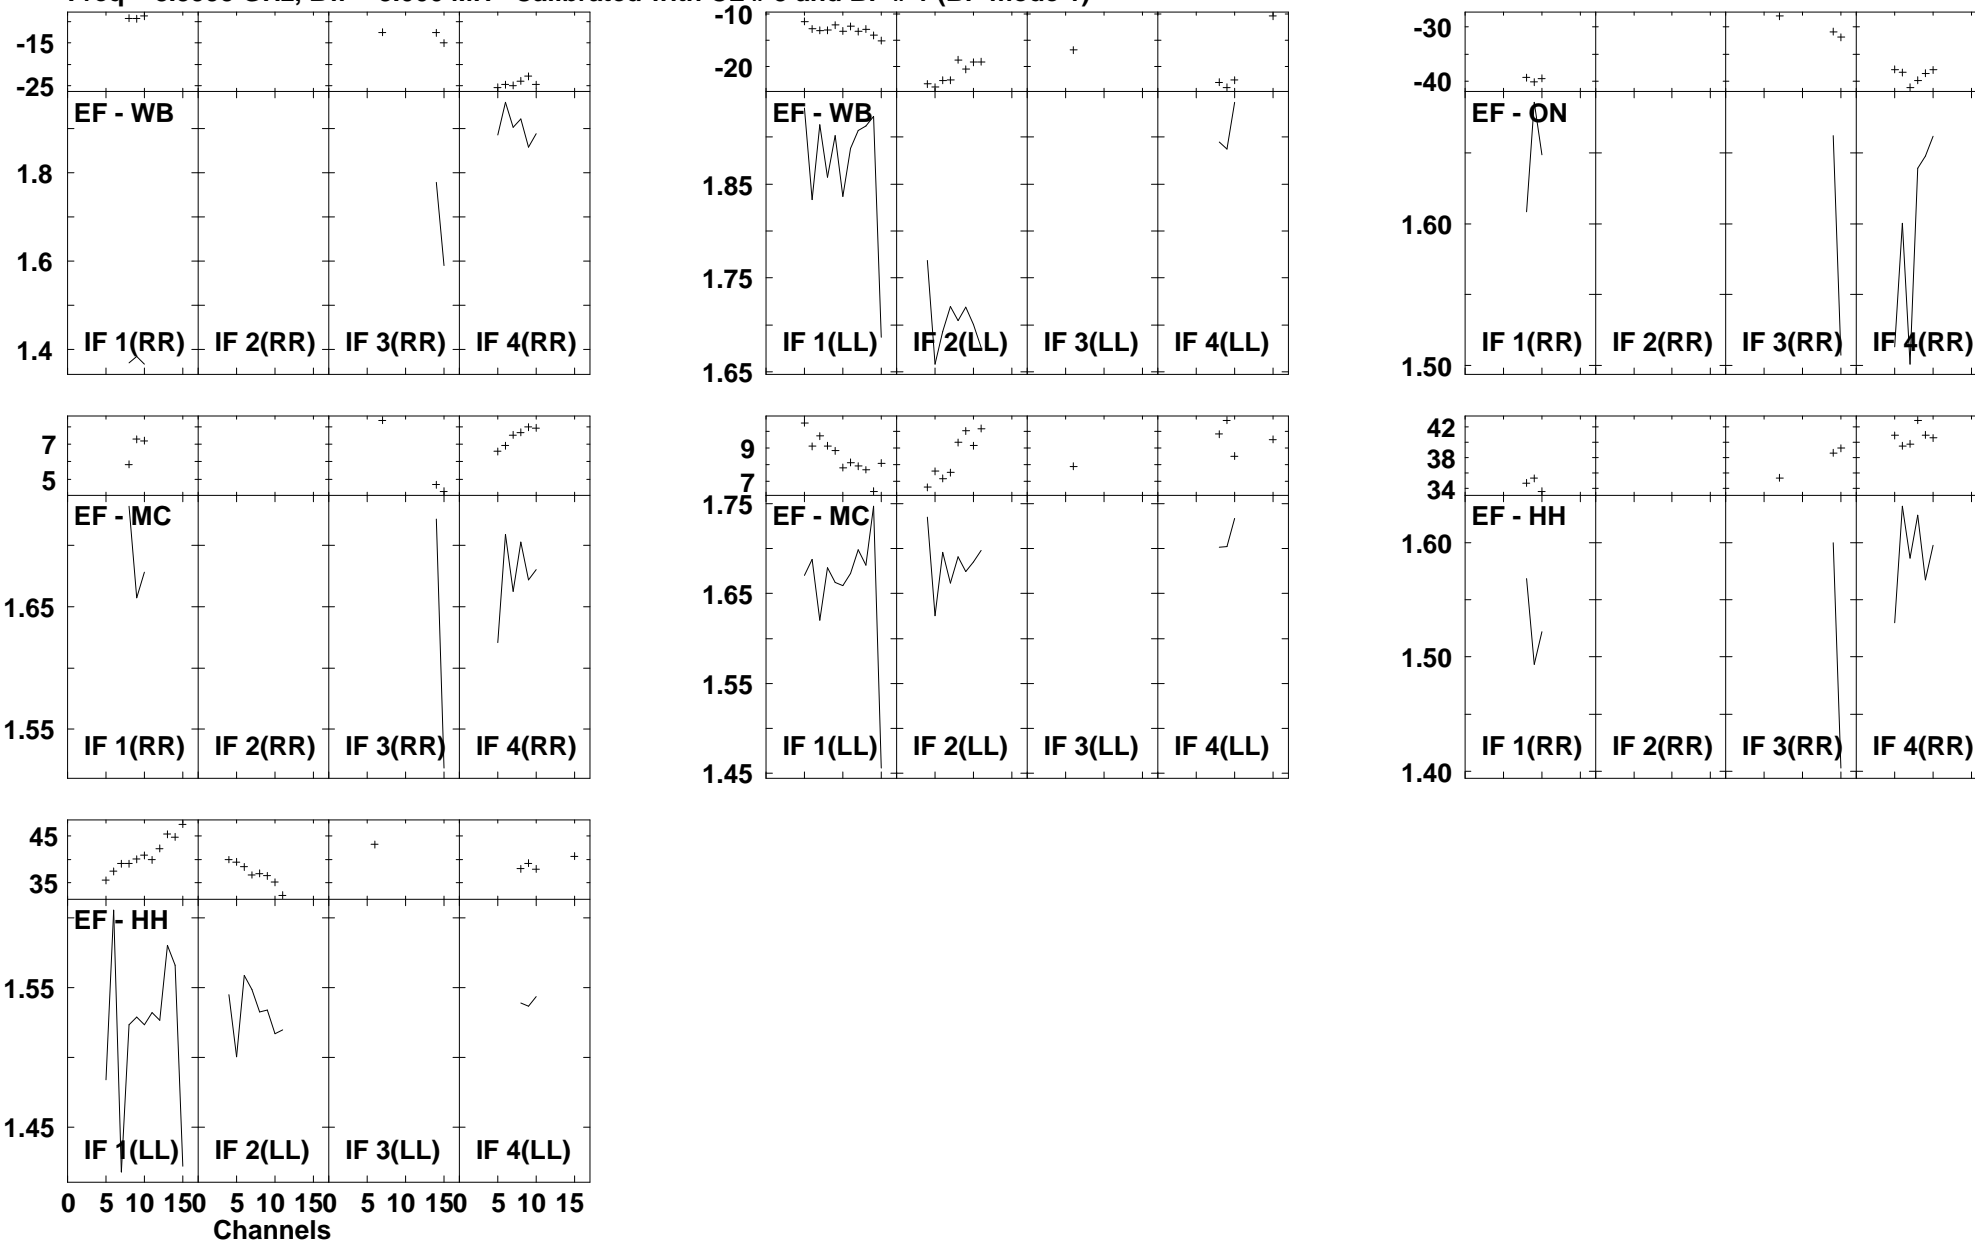 -15
-25
EF - WB
1.8
1.6
1.4
IF 1(RR) IF 2(RR) IF 3(RR) IF 4(RR)
-10
-20
EF - WB
1.85
1.75
1.65
IF 1(LL) IF 2(LL) IF 3(LL) IF 4(LL)
-30
-40
EF - ON
1.60
1.50
IF 1(RR) IF 2(RR) IF 3(RR) IF 4(RR)
7
5
EF - MC
1.65
1.55
IF 1(RR) IF 2(RR) IF 3(RR) IF 4(RR)
9
7
1.75
EF - MC
1.65
1.55
1.45
IF 1(LL) IF 2(LL) IF 3(LL) IF 4(LL)
42
38
34
EF - HH
1.60
1.50
1.40
IF 1(RR) IF 2(RR) IF 3(RR) IF 4(RR)
45
35
EF - HH
1.55
1.45
IF 1(LL) IF 2(LL) IF 3(LL) IF 4(LL)
0 5 10 150 5 10 150 5 10 150 5 10 15
Channels